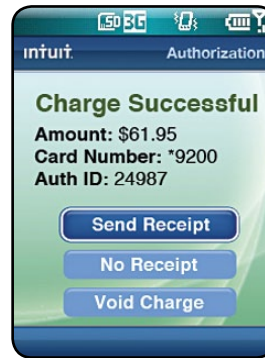 3G
intuit. Authorization
Charge Successful
Amount: $61.95
Card Number: *9200
Auth ID: 24987
Send Receipt
No Receipt
Void Charge